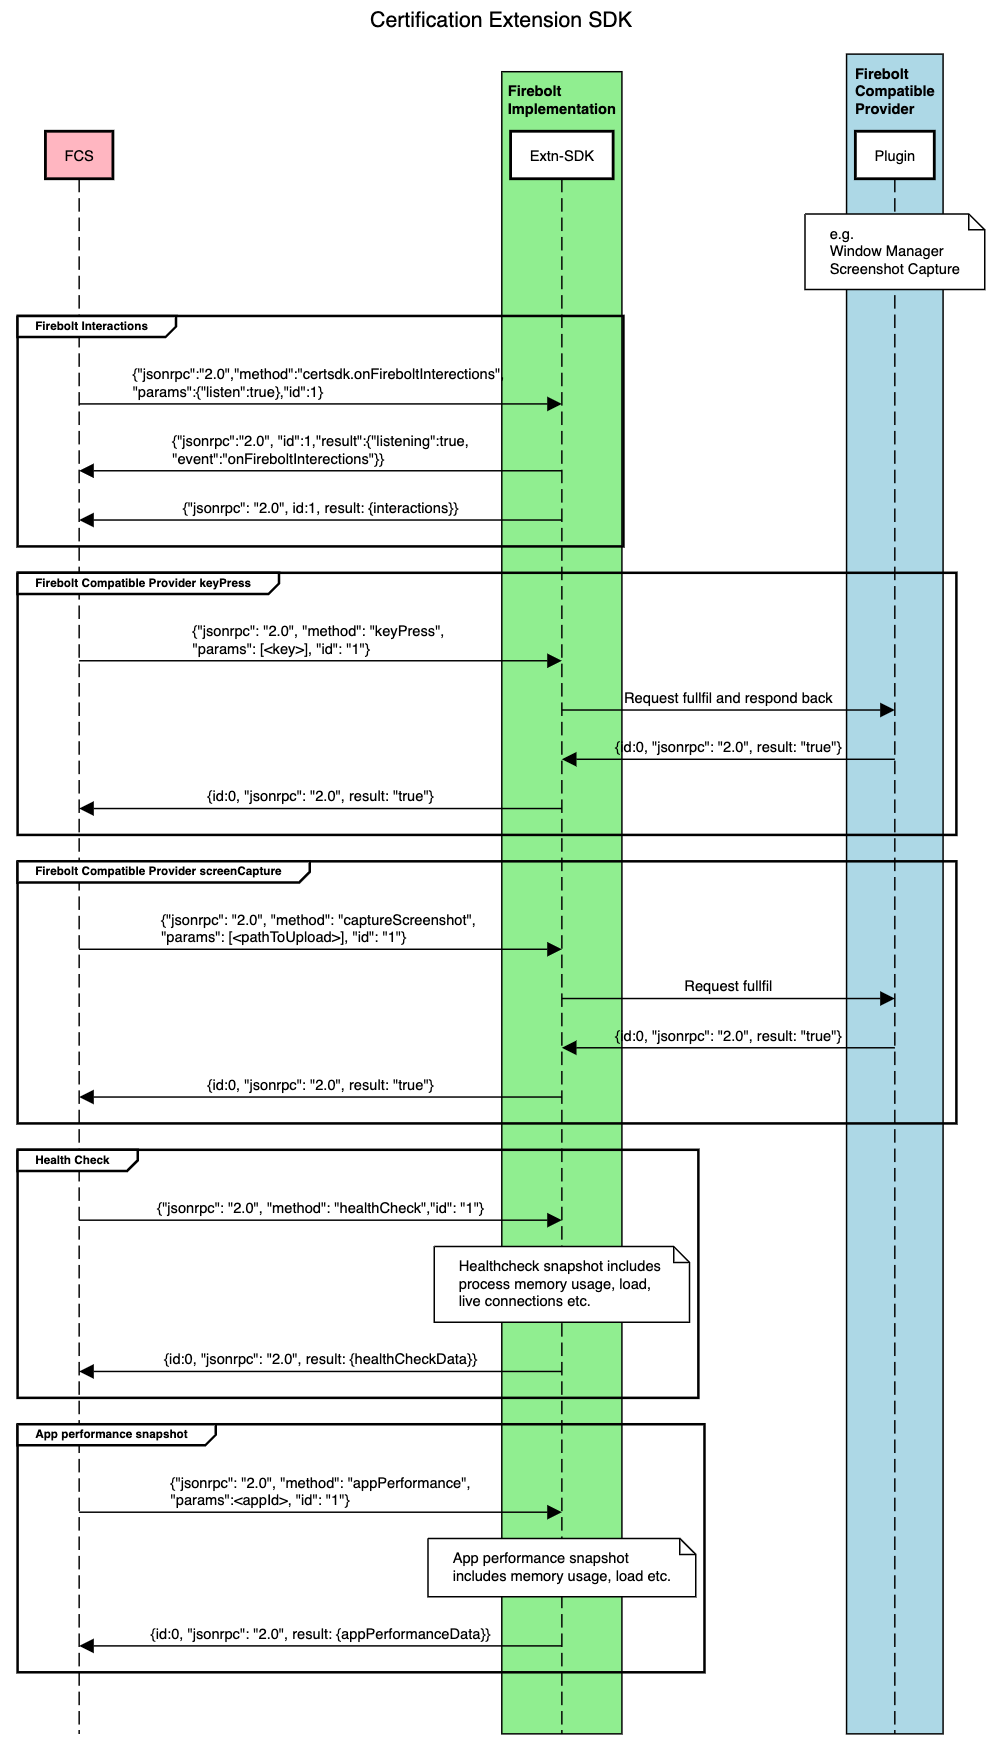 Certification Extension SDK
Firebolt
Implementation
Firebolt
Compatible
Provider
FCS
Extn-SDK
Plugin
e.g.
Window Manager
Screenshot Capture
Firebolt Interactions
{"jsonrpc":"2.0","method":"certsdk.onFireboltInterections",
"params":{"listen":true},"id":1}
{"jsonrpc":"2.0", "id":1,"result":{"listening":true,
"event":"onFireboltInterections"}}
{"jsonrpc": "2.0", id:1, result: {interactions}}
Firebolt Compatible Provider keyPress
{"jsonrpc": "2.0", "method": "keyPress",
"params": [<key>], "id": "1"}
Request fullfil and respond back
{id:0, "jsonrpc": "2.0", result: "true"}
{id:0, "jsonrpc": "2.0", result: "true"}
Firebolt Compatible Provider screenCapture
{"jsonrpc": "2.0", "method": "captureScreenshot",
"params": [<pathToUpload>], "id": "1"}
Request fullfil
{id:0, "jsonrpc": "2.0", result: "true"}
{id:0, "jsonrpc": "2.0", result: "true"}
Health Check
{"jsonrpc": "2.0", "method": "healthCheck","id": "1"}
Healthcheck snapshot includes
process memory usage, load,
live connections etc.
{id:0, "jsonrpc": "2.0", result: {healthCheckData}}
App performance snapshot
{"jsonrpc": "2.0", "method": "appPerformance",
"params":<appId>, "id": "1"}
App performance snapshot
includes memory usage, load etc.
{id:0, "jsonrpc": "2.0", result: {appPerformanceData}}